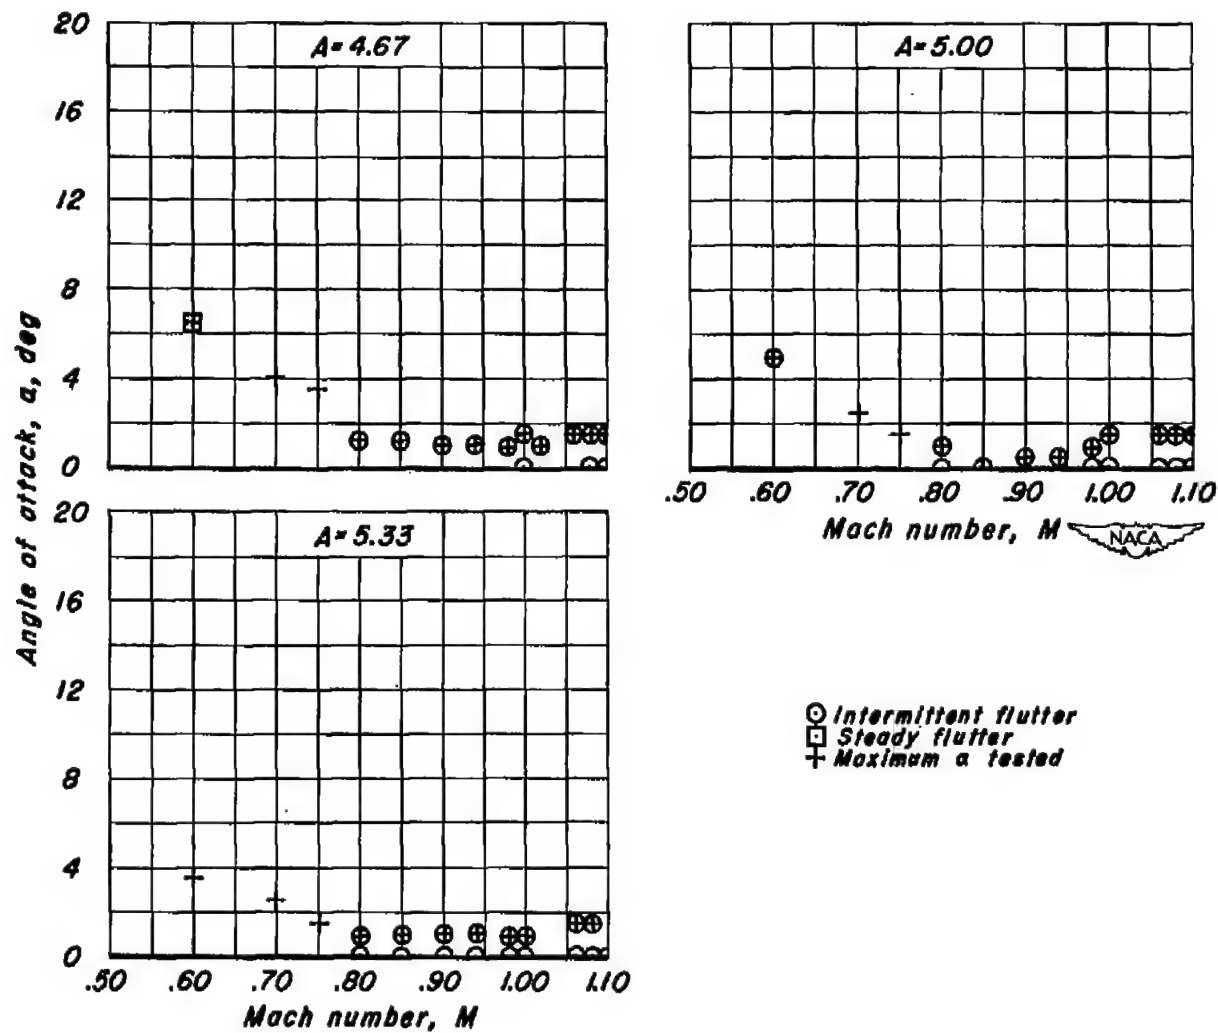 A=4.67
20
16
12
8
4
0
A=5.00
.50 .60 .70 .80 .90 1.00 1.10
Mach number, M
NACA
Angle of attack, a, deg
A=5.33
20
16
12
8
4
0
.50 .60 .70 .80 .90 1.00 1.10
Mach number, M
Intermittent flutter
Steady flutter
Maximum a tested